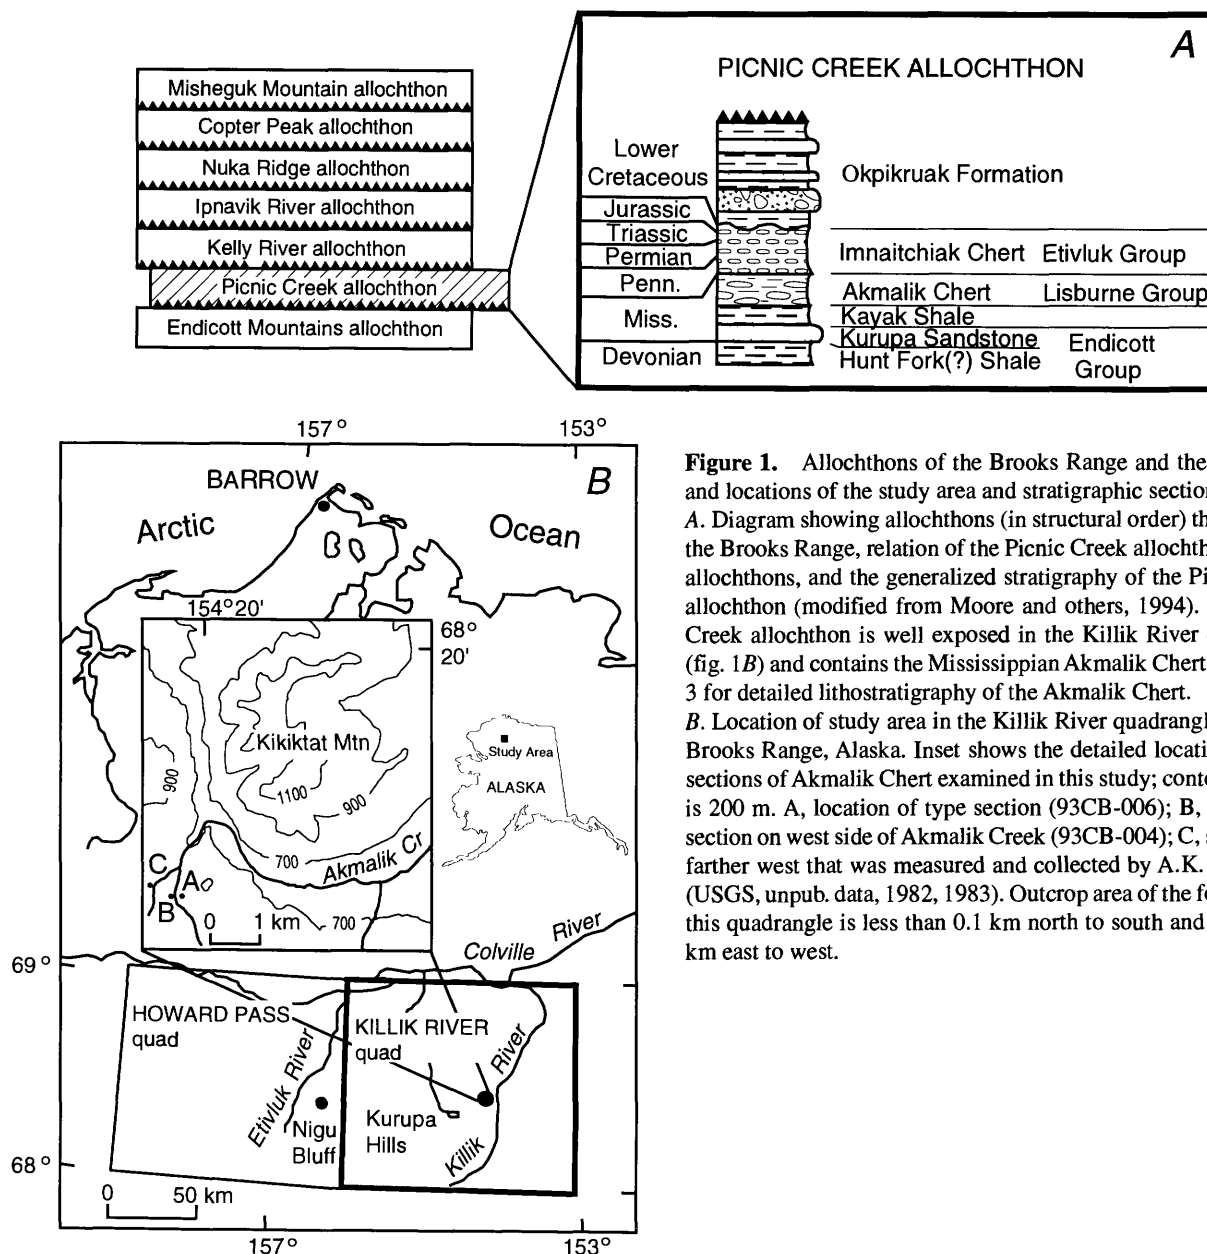 Misheguk Mountain allochthon
Copter Peak allochthon
Nuka Ridge allochthon
Ipnavik River allochthon
Kelly River allochthon
Picnic Creek allochthon
Endicott Mountains allochthon
A
PICNIC CREEK ALLOCHTHON
Lower
Cretaceous
Jurassic
Triassic
Permian
Penn.
Miss.
Devonian
Okpikruak Formation
Imnaitchiak Chert Etivluk Group
Akmalik Chert Lisburne Group
Kayak Shale
Kurupa Sandstone
Hunt Fork(?) Shale
Endicott
Group
157° 153°
B
BARROW
Arctic Ocean
154°20'
68°
20'
Kikiktat Mtn
900
1100
900
700
Akmalik Cr
C
A
B
0 1 km
700
Study Area
ALASKA
Colville River
69°
HOWARD PASS
quad
KILLIK RIVER
quad
Etivluk River
Nigu
Bluff
Kurupa
Hills
Killik River
68°
0 50 km
157° 153°
Figure 1. Allochthons of the Brooks Range and the
and locations of the study area and stratigraphic section
A. Diagram showing allochthons (in structural order) th
the Brooks Range, relation of the Picnic Creek allochth
allochthons, and the generalized stratigraphy of the Pi
allochthon (modified from Moore and others, 1994).
Creek allochthon is well exposed in the Killik River
(fig. 1B) and contains the Mississippian Akmalik Chert
3 for detailed lithostratigraphy of the Akmalik Chert.
B. Location of study area in the Killik River quadrangl
Brooks Range, Alaska. Inset shows the detailed locati
sections of Akmalik Chert examined in this study; conto
is 200 m. A, location of type section (93CB-006); B,
section on west side of Akmalik Creek (93CB-004); C, s
farther west that was measured and collected by A.K.
(USGS, unpub. data, 1982, 1983). Outcrop area of the fo
this quadrangle is less than 0.1 km north to south and
km east to west.